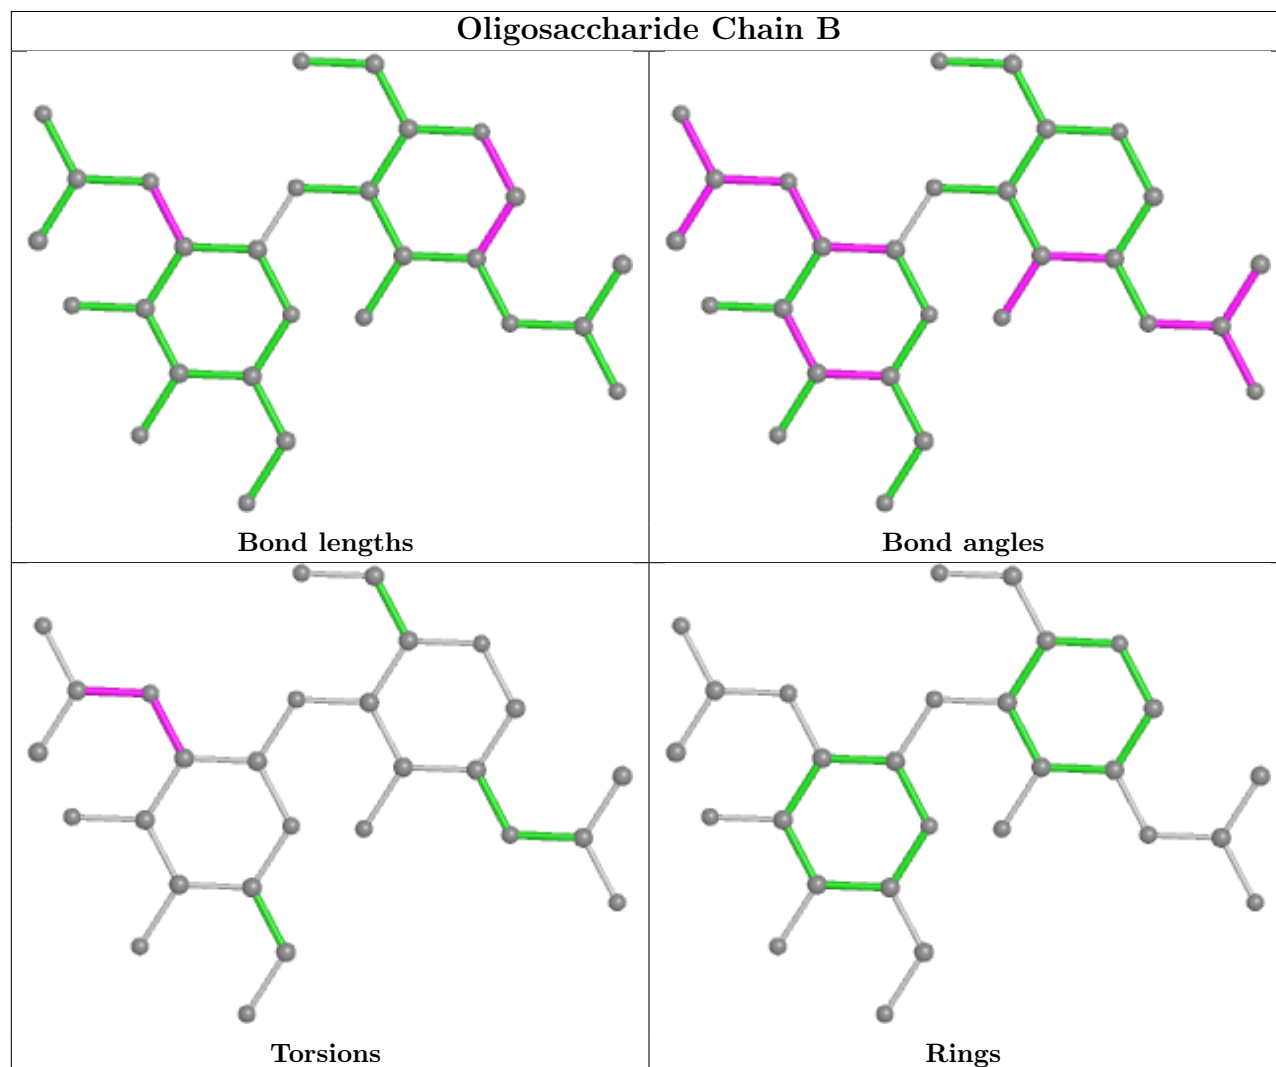 Oligosaccharide Chain B
Bond lengths
Bond angles
Torsions
Rings